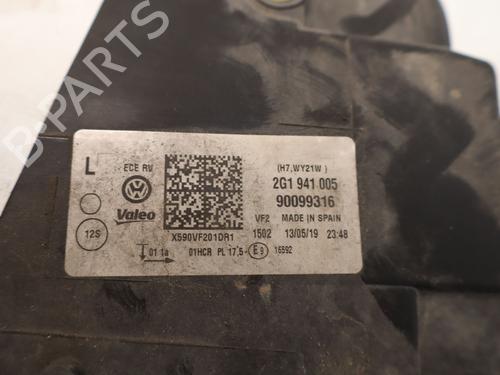 B-PARTS
L ECE RV (H7,WY21W)
2G1 941 005
Valeo 90099316
VF2 MADE IN SPAIN
12S X590VF201DR1 1502 13/05/19 23:48
01 1a 01HCR PL 17,5 E9 16592